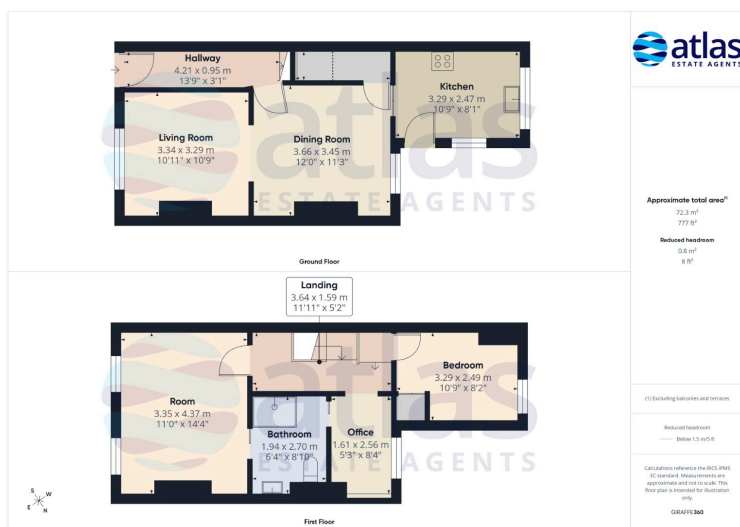 Hallway
4.21 x 0.95 m
13'9" x 3'1"
Living Room
3.34 x 3.29 m
10'11" x 10'9"
Dining Room
3.66 x 3.45 m
12'0" x 11'3"
Kitchen
3.29 x 2.47 m
10'9" x 8'1"
atlas
ESTATE AGENTS
Ground Floor
Landing
3.64 x 1.59 m
11'11" x 5'2"
Room
3.35 x 4.37 m
11'0" x 14'4"
Bathroom
1.94 x 2.70 m
6'4" x 8'10"
Office
1.61 x 2.56 m
5'3" x 8'4"
Bedroom
3.29 x 2.49 m
10'9" x 8'2"
atlas
ESTATE AGENTS
S
W
E
N
First Floor
atlas
ESTATE AGENTS
Approximate total area⁽¹⁾
72.3 m²
777 ft²
Reduced headroom
0.8 m²
8 ft²
(1) Excluding balconies and terraces
Reduced headroom
Below 1.5 m/5 ft
Calculations reference the RICS IPMS
3C standard. Measurements are
approximate and not to scale. This
floor plan is intended for illustration
only.
GIRAFFE360